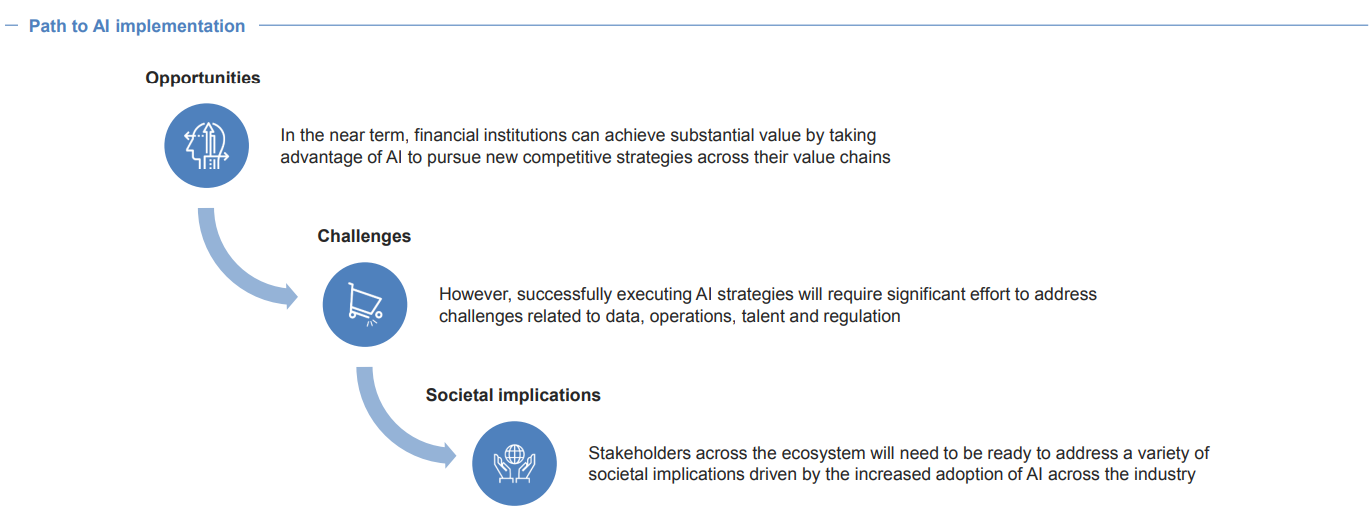 Path to AI implementation
Opportunities
In the near term, financial institutions can achieve substantial value by taking
advantage of AI to pursue new competitive strategies across their value chains
Challenges
However, successfully executing AI strategies will require significant effort to address
challenges related to data, operations, talent and regulation
Societal implications
Stakeholders across the ecosystem will need to be ready to address a variety of
societal implications driven by the increased adoption of AI across the industry